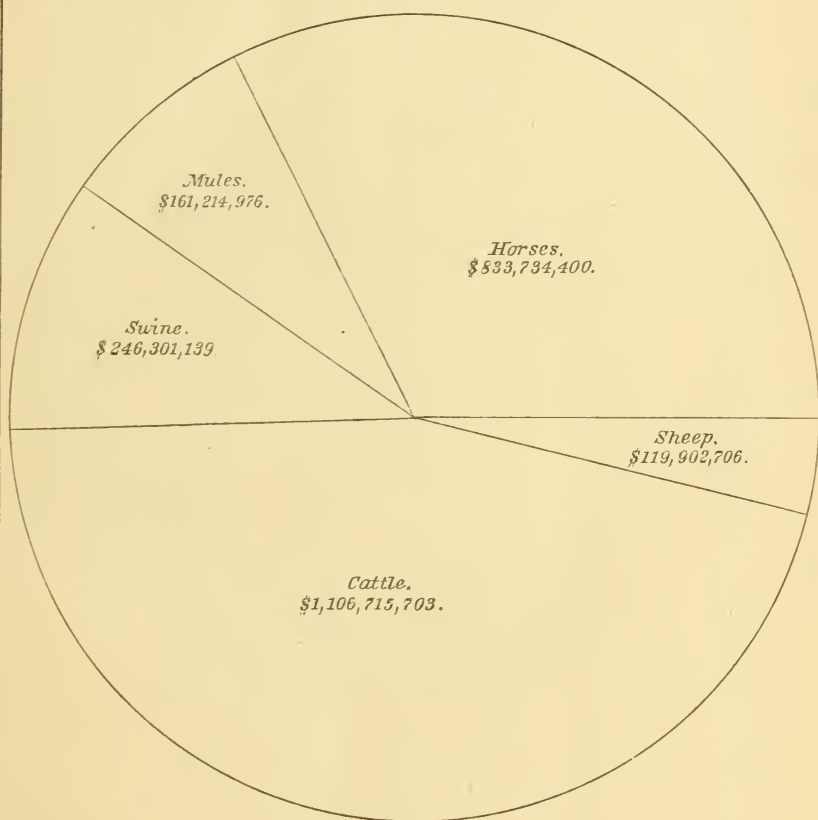 Mules.
$161,214,976.
Horses.
$833,734,400.
Swine.
$246,301,139.
Sheep.
$119,902,706.
Cattle.
$1,106,715,703.